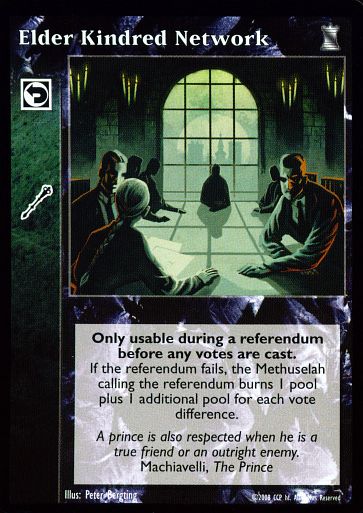 Elder Kindred Network
Only usable during a referendum
before any votes are cast.
If the referendum fails, the Methuselah
calling the referendum burns 1 pool
plus 1 additional pool for each vote
difference.
A prince is also respected when he is a
true friend or an outright enemy.
Machiavelli, The Prince
Illus: Peter Bergting
©2008 CCP hf. All Rights Reserved